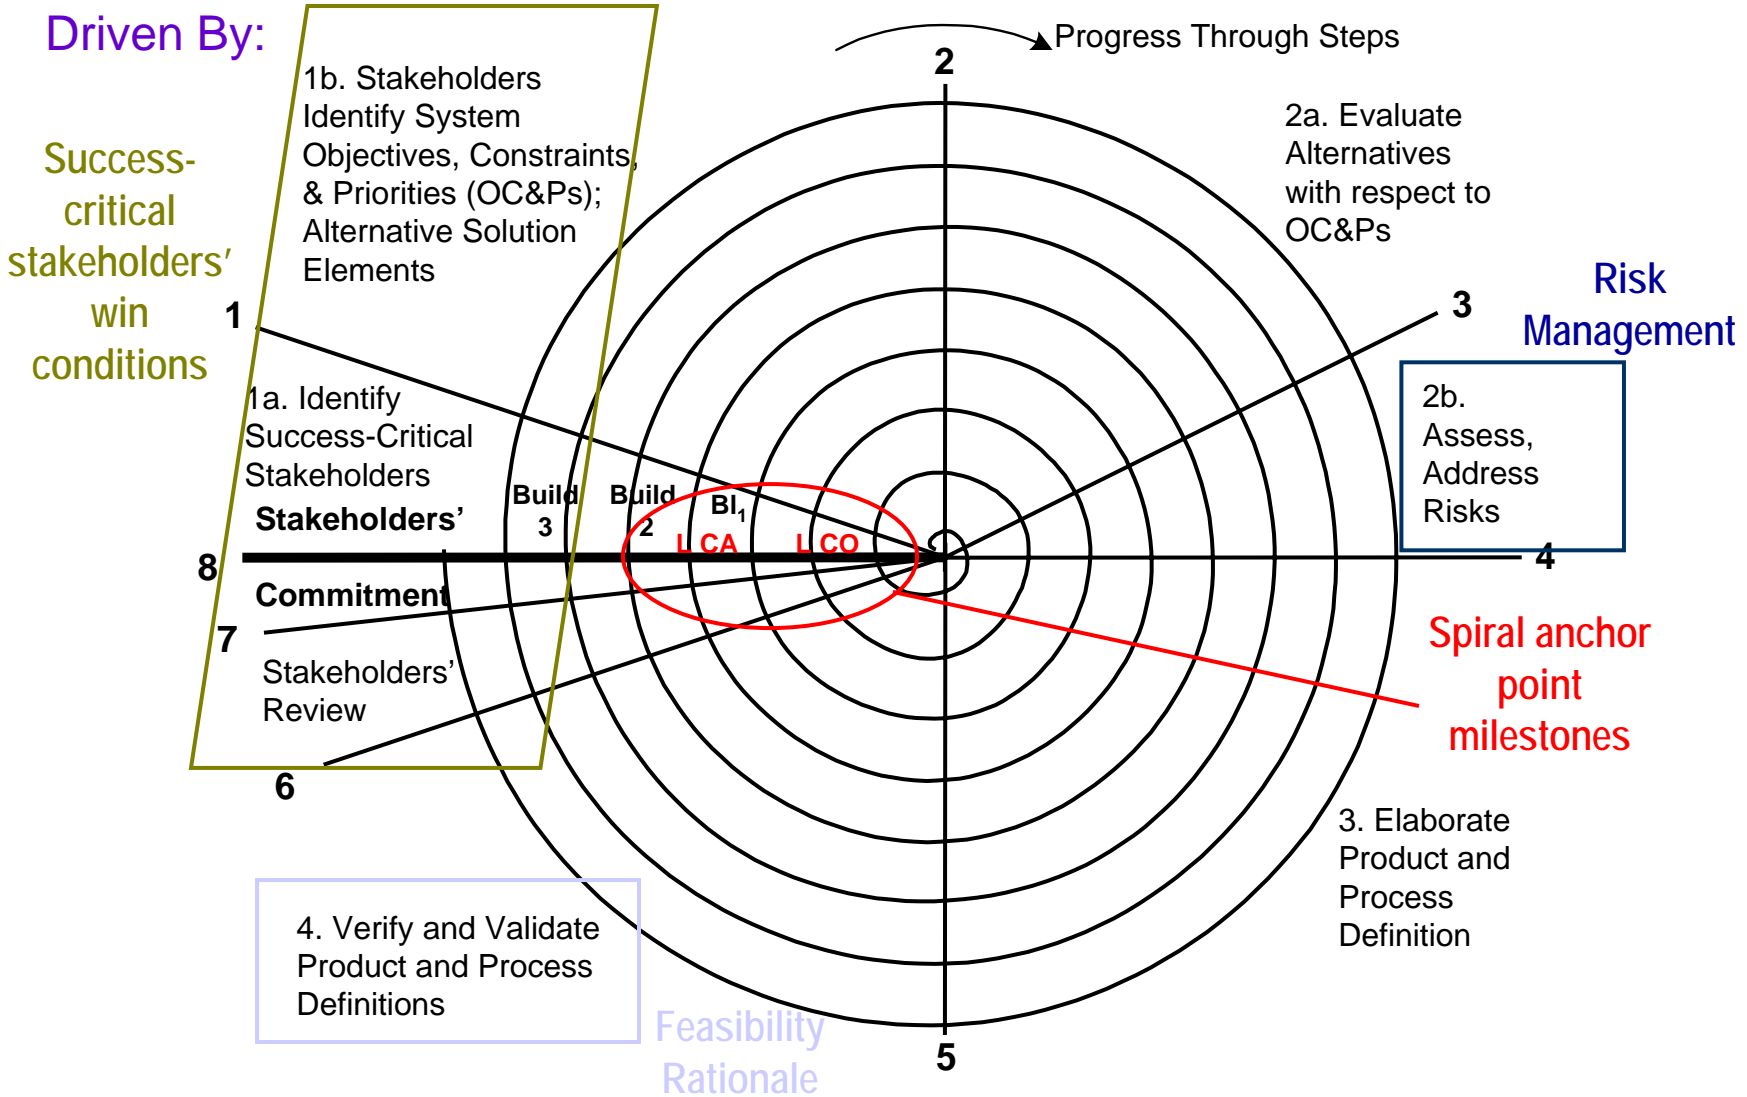 Driven By:
Progress Through Steps
2
1b. Stakeholders
Identify System
Objectives, Constraints,
& Priorities (OC&Ps);
Alternative Solution
Elements
2a. Evaluate
Alternatives
with respect to
OC&Ps
Success-
critical
stakeholders’
win
conditions
Risk
Management
1
3
1a. Identify
Success-Critical
Stakeholders
2b.
Assess,
Address
Risks
Build
3
Build
2
BI1
Stakeholders’
L CA
L CO
8
4
Commitment
7
Stakeholders’
Review
Spiral anchor
point
milestones
6
3. Elaborate
Product and
Process
Definition
4. Verify and Validate
Product and Process
Definitions
Feasibility
Rationale
5